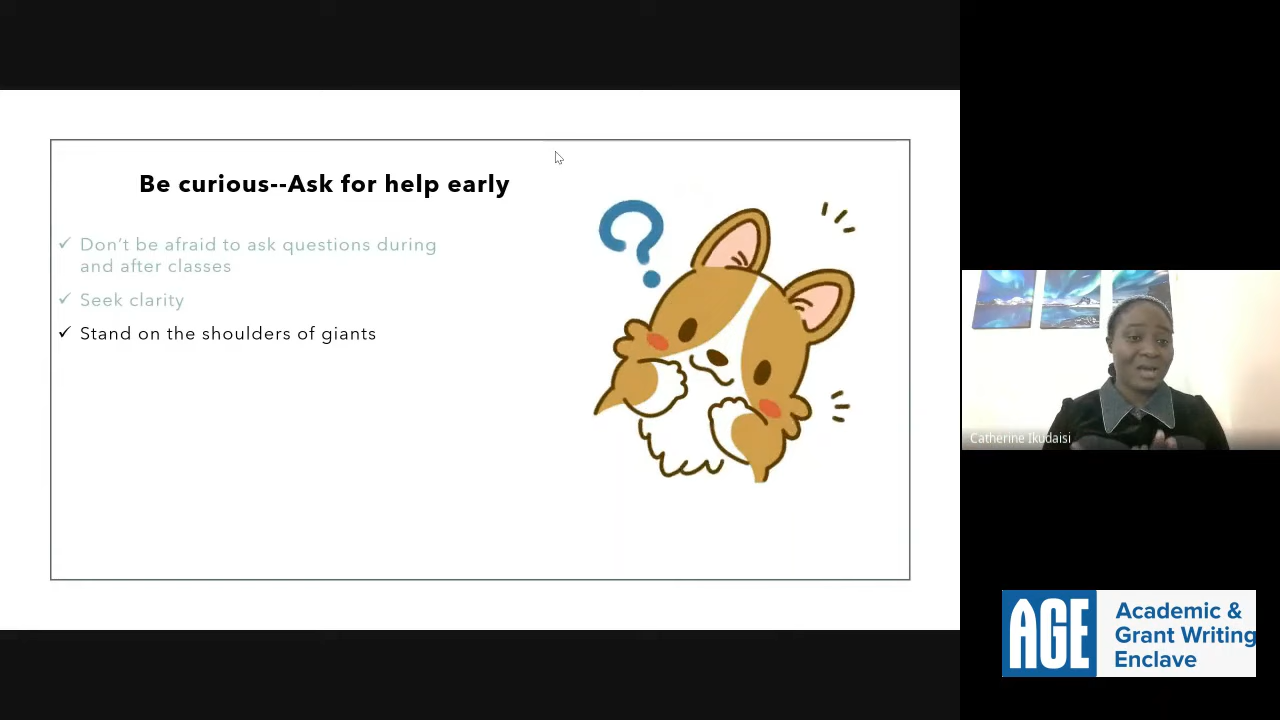 Be curious--Ask for help early
✓ Don’t be afraid to ask questions during
and after classes
✓ Seek clarity
✓ Stand on the shoulders of giants
?
Catherine Ikudaisi
AGE
Academic &
Grant Writing
Enclave